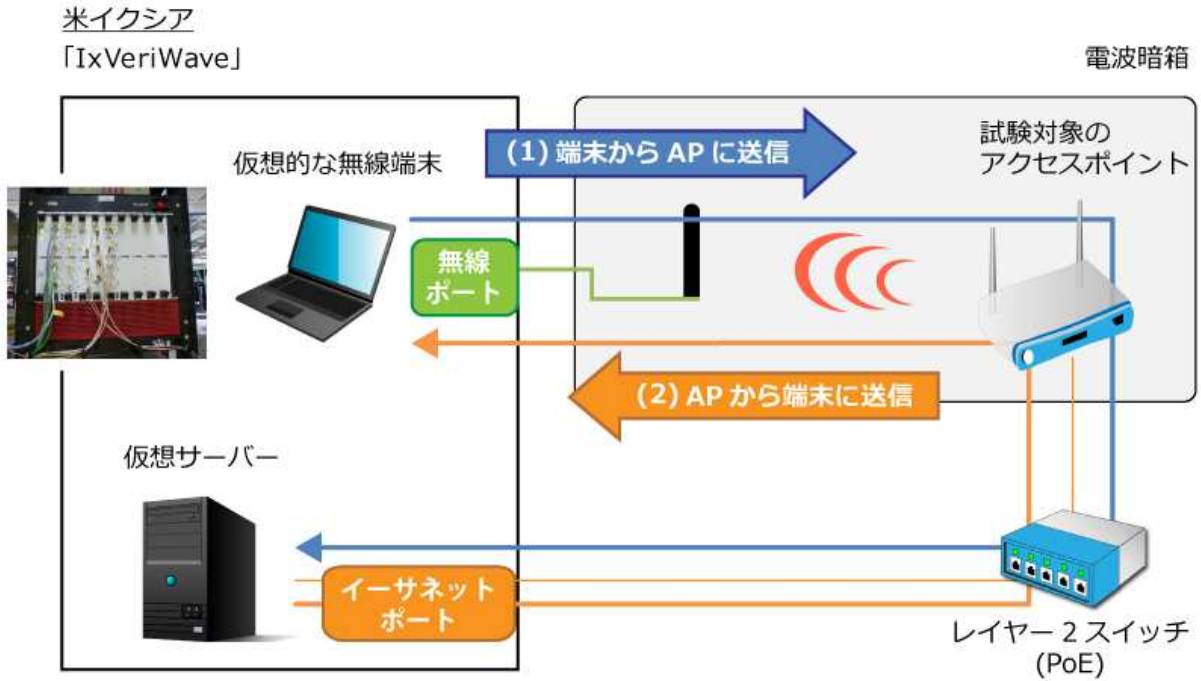 米イクシア
「IxVeriWave」
電波暗箱
(1) 端末から AP に送信
試験対象の
アクセスポイント
仮想的な無線端末
無線
ポート
(2) AP から端末に送信
仮想サーバー
イーサネット
ポート
レイヤー 2 スイッチ
(PoE)